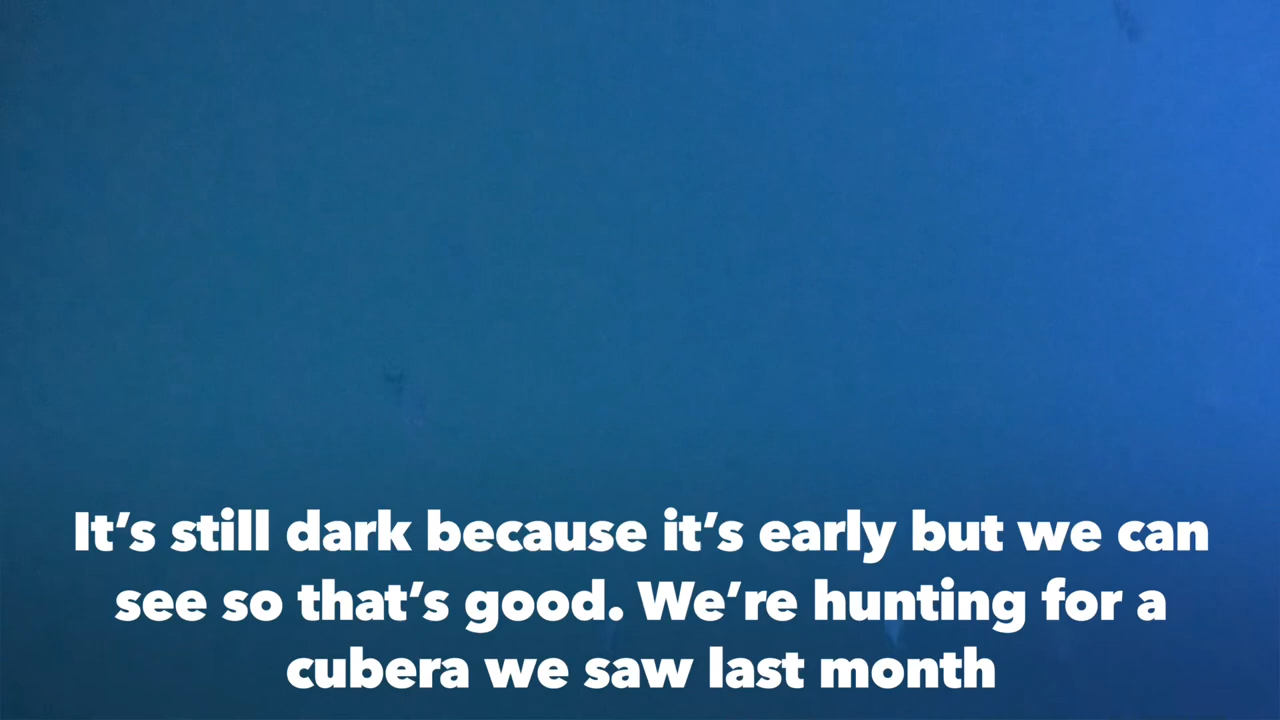 It’s still dark because it’s early but we can
see so that’s good. We’re hunting for a
cubera we saw last month